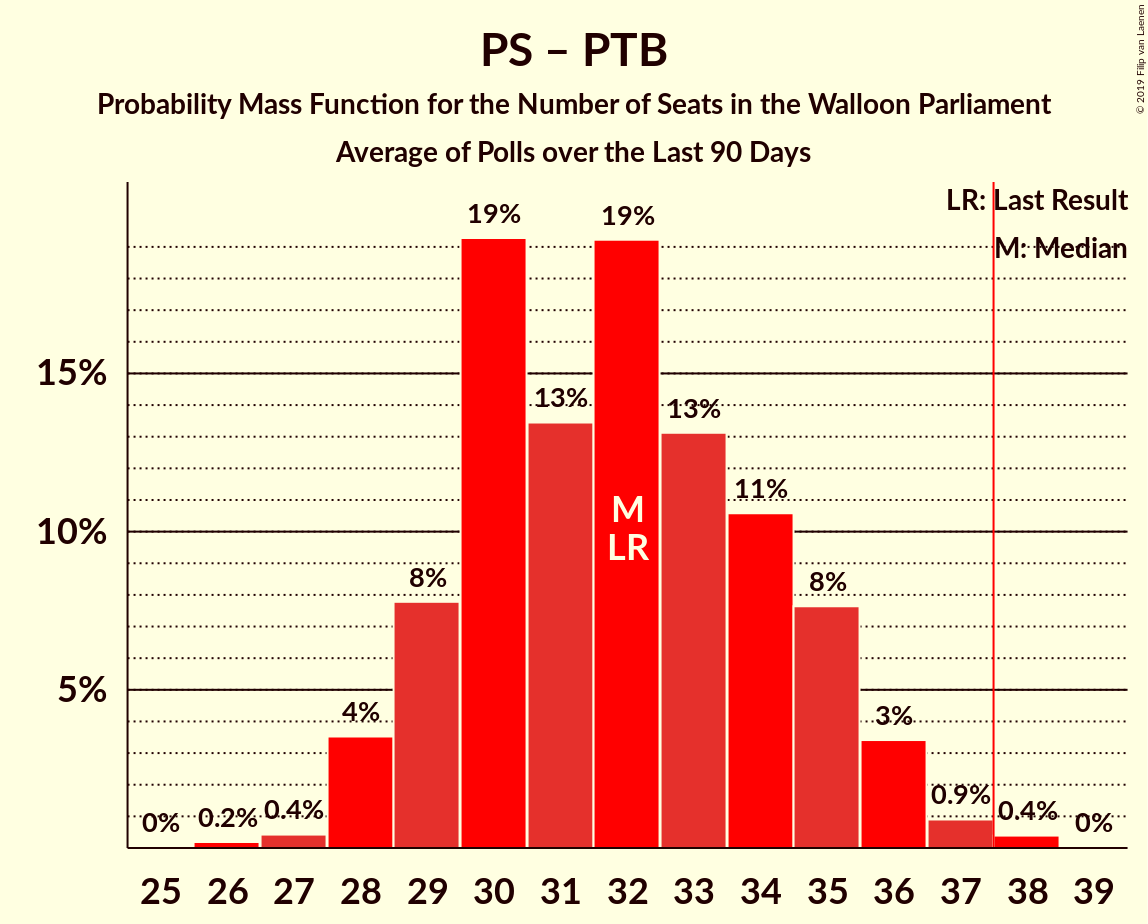 PS – PTB
Probability Mass Function for the Number of Seats in the Walloon Parliament
Average of Polls over the Last 90 Days
© 2019 Filip van Laenen
LR: Last Result
M: Median
15%
10%
5%
0%
0.2%
0.4%
4%
8%
19%
13%
19%
13%
11%
8%
3%
0.9%
0.4%
0%
M
LR
25 26 27 28 29 30 31 32 33 34 35 36 37 38 39